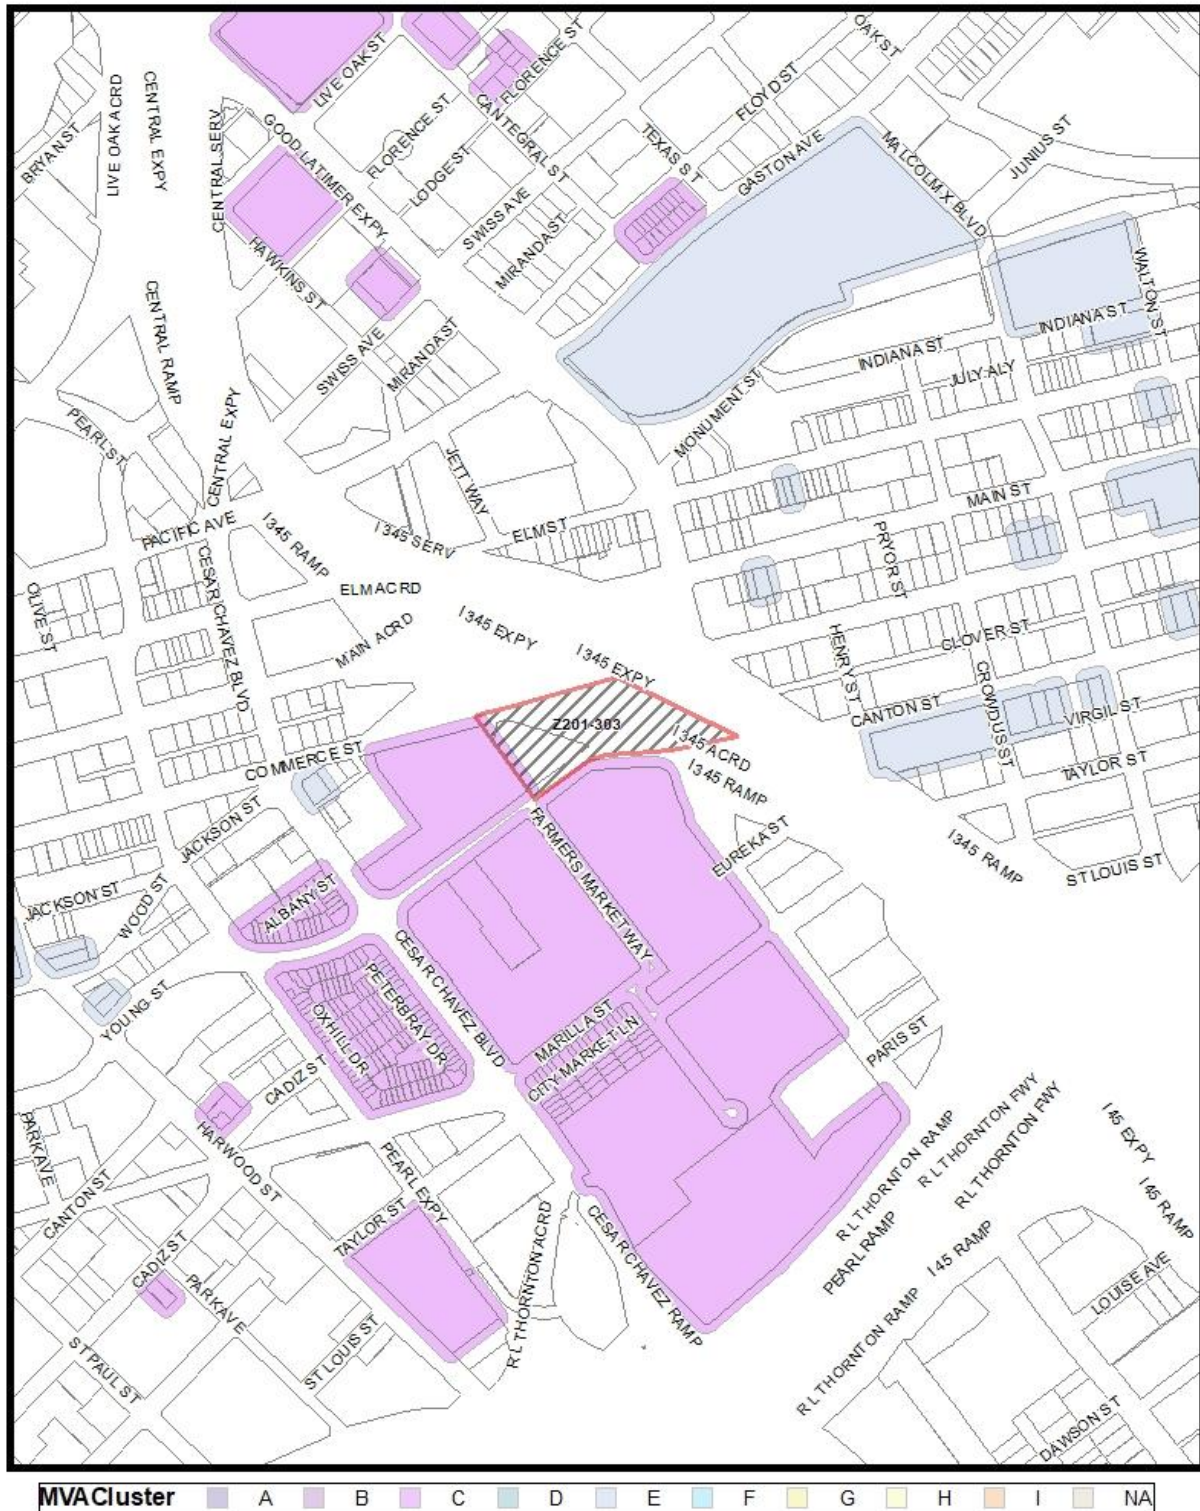 LIVE OAK ST
FLORENCE ST
OAK ST
BRYAN ST
LIVE OAK ACRD
CENTRAL EXPY
CENTRAL SERV
GOOD LATIMER EXPY
FLORENCE ST
LODGE ST
CANTEGRAL ST
TEXAS ST
FLOYD ST
GASTON AVE
MALCOLM X BLVD
JUNIUS ST
SWISS AVE
MIRANDA ST
HAWKINS ST
WALTON ST
CENTRAL RAMP
SWISS AVE
MIRANDA ST
INDIANA ST
INDIANA ST
JULY ALY
MONUMENT ST
PEARL ST
CENTRAL EXPY
JETT WAY
MAIN ST
PACIFIC AVE
I 345 RAMP
I 345 SERV
ELM ST
PRYOR ST
OLIVE ST
CESAR CHAVEZ BLVD
ELM ACRD
MAIN ACRD
I 345 EXPY
I 345 EXPY
HENRY ST
CLOVER ST
CROWDUS ST
CANTON ST
VIRGIL ST
Z201-303
I 345 ACRD
I 345 RAMP
COMMERCE ST
TAYLOR ST
JACKSON ST
FARMERS MARKET WAY
EUREKA ST
I 345 RAMP
ST LOUIS ST
JACKSON ST
WOOD ST
ALBANY ST
CESAR CHAVEZ BLVD
PETERBRAY DR
OXHILL DR
YOUNG ST
MARILLA ST
CITY MARKET LN
PARIS ST
CADIZ ST
PARK AVE
HARWOOD ST
PEARL EXPY
R L THORNTON RAMP
R L THORNTON FWY
R L THORNTON FWY
I 45 EXPY
I 45 RAMP
CANTON ST
TAYLOR ST
R L THORNTON ACRD
CESAR CHAVEZ RAMP
PEARL RAMP
I 45 RAMP
CADIZ ST
PARK AVE
LOUISE AVE
ST PAUL ST
ST LOUIS ST
R L THORNTON RAMP
DAWSON ST
MVACluster A B C D E F G H I NA